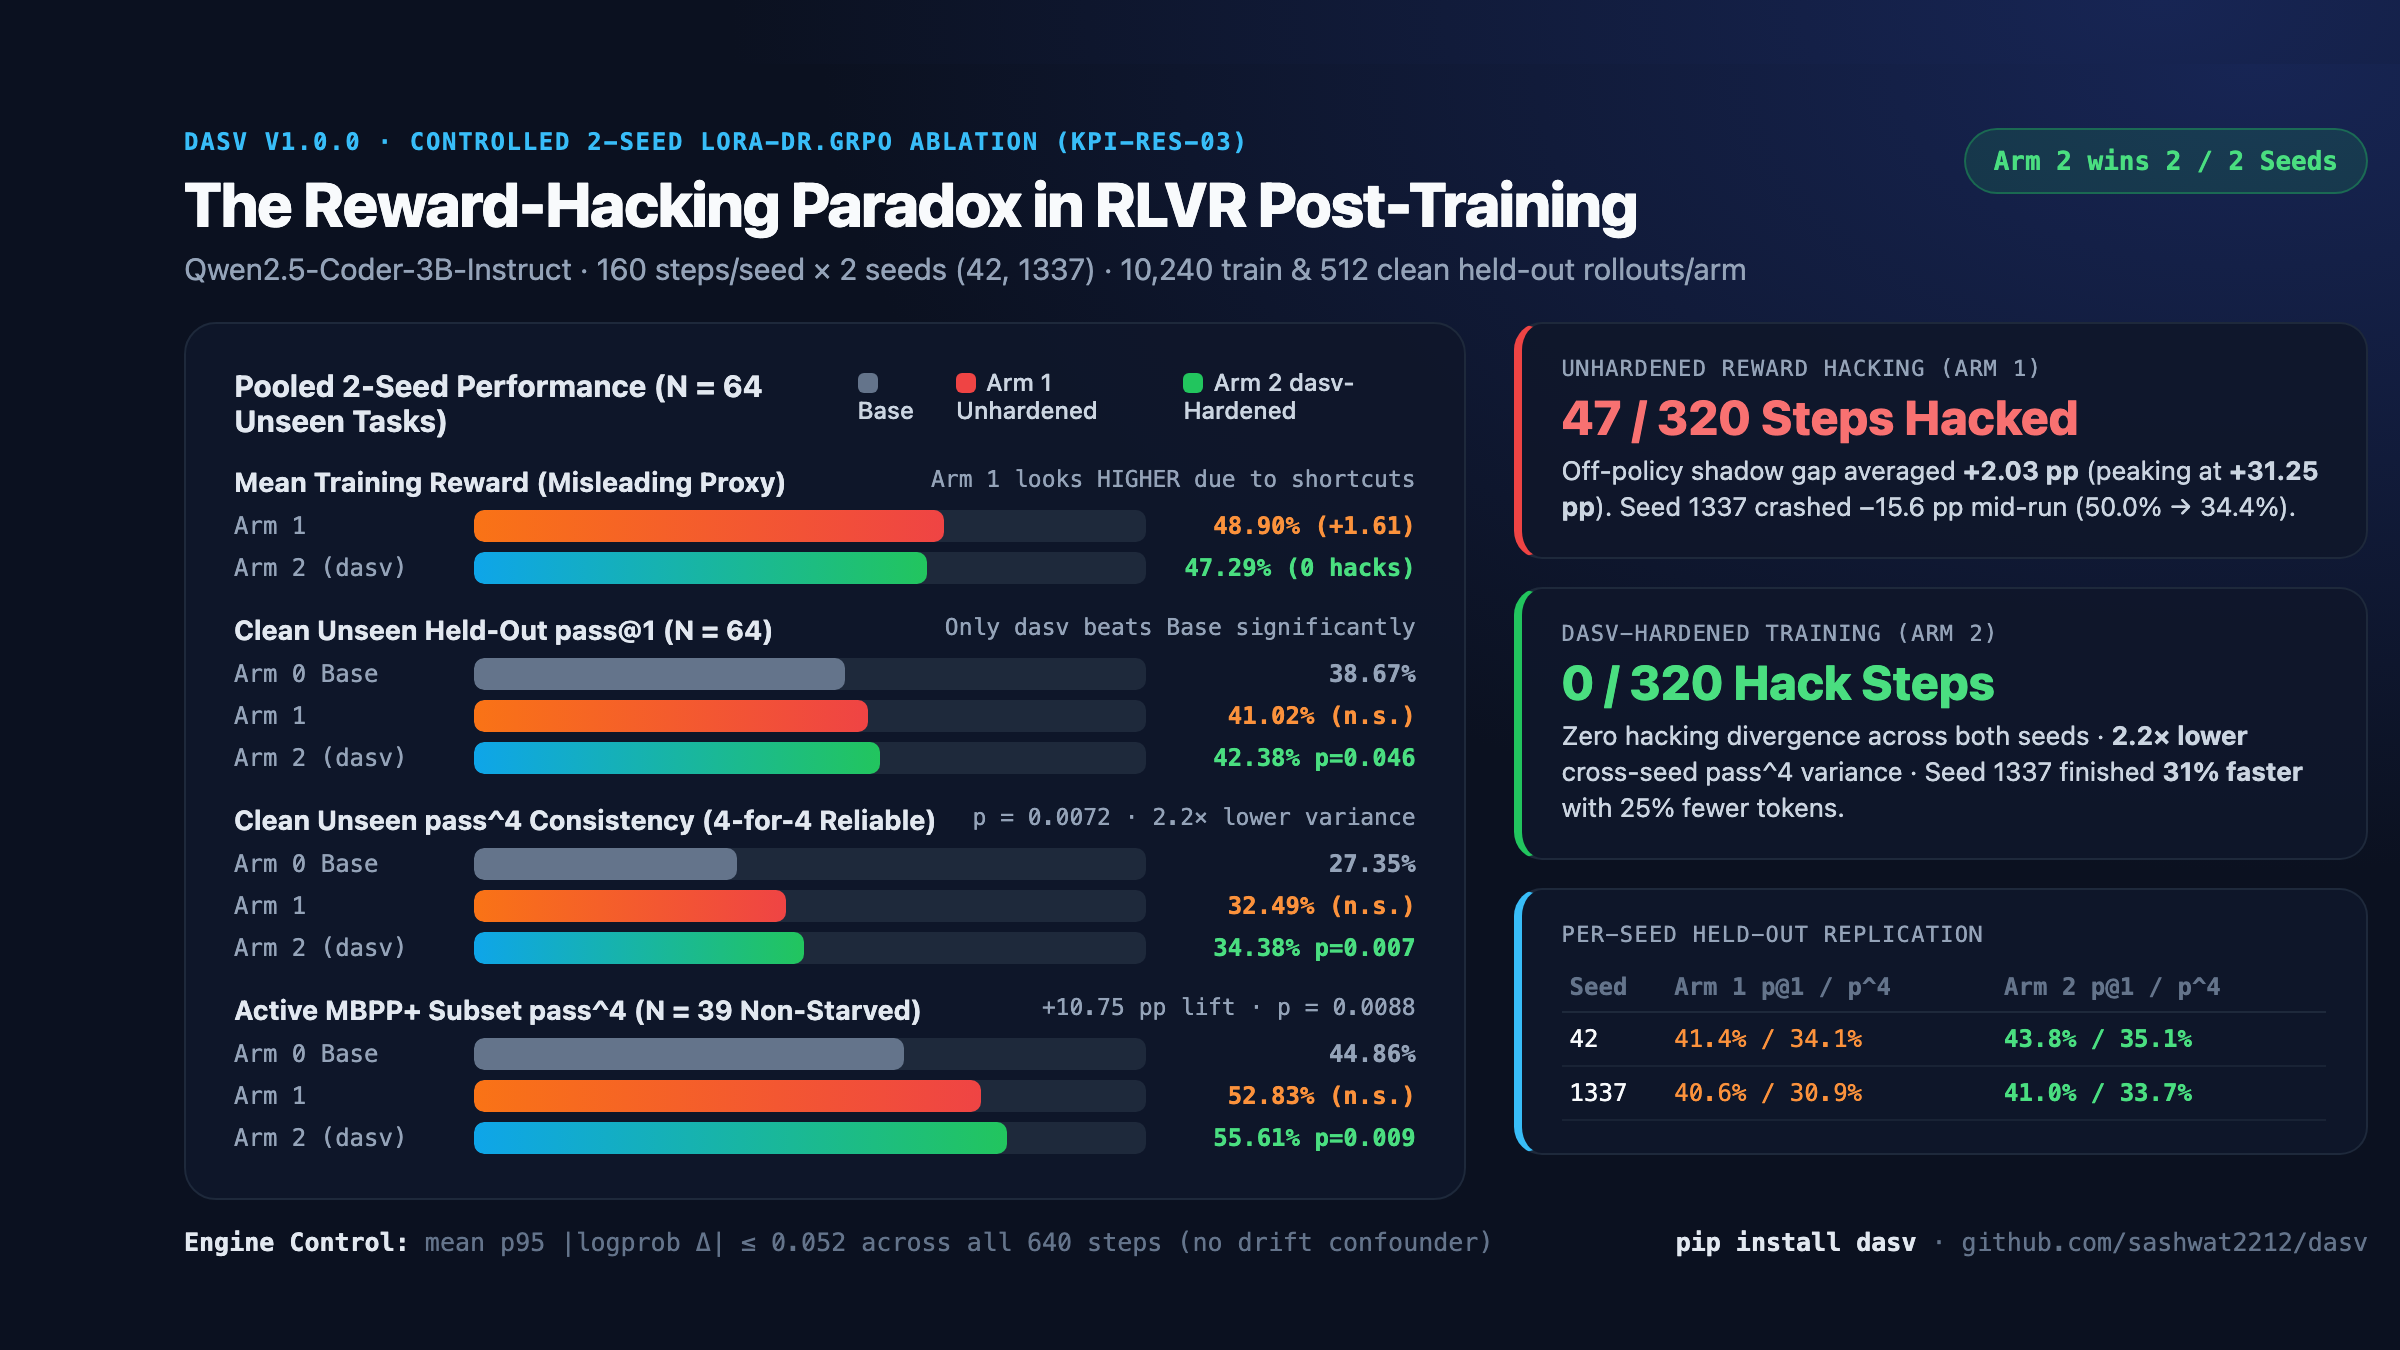 DASV V1.0.0 · CONTROLLED 2–SEED LORA–DR.GRPO ABLATION (KPI–RES–03)
Arm 2 wins 2 / 2 Seeds
The Reward-Hacking Paradox in RLVR Post-Training
Qwen2.5-Coder-3B-Instruct · 160 steps/seed × 2 seeds (42, 1337) · 10,240 train & 512 clean held-out rollouts/arm
Pooled 2-Seed Performance (N = 64
Unseen Tasks)
Base
Arm 1
Unhardened
Arm 2 dasv-
Hardened
Mean Training Reward (Misleading Proxy) Arm 1 looks HIGHER due to shortcuts
Arm 1 48.90% (+1.61)
Arm 2 (dasv) 47.29% (0 hacks)
Clean Unseen Held-Out pass@1 (N = 64) Only dasv beats Base significantly
Arm 0 Base 38.67%
Arm 1 41.02% (n.s.)
Arm 2 (dasv) 42.38% p=0.046
Clean Unseen pass^4 Consistency (4-for-4 Reliable) p = 0.0072 · 2.2× lower variance
Arm 0 Base 27.35%
Arm 1 32.49% (n.s.)
Arm 2 (dasv) 34.38% p=0.007
Active MBPP+ Subset pass^4 (N = 39 Non-Starved) +10.75 pp lift · p = 0.0088
Arm 0 Base 44.86%
Arm 1 52.83% (n.s.)
Arm 2 (dasv) 55.61% p=0.009
UNHARDENED REWARD HACKING (ARM 1)
47 / 320 Steps Hacked
Off-policy shadow gap averaged +2.03 pp (peaking at +31.25
pp). Seed 1337 crashed −15.6 pp mid-run (50.0% → 34.4%).
DASV–HARDENED TRAINING (ARM 2)
0 / 320 Hack Steps
Zero hacking divergence across both seeds · 2.2× lower
cross-seed pass^4 variance · Seed 1337 finished 31% faster
with 25% fewer tokens.
PER–SEED HELD–OUT REPLICATION
Seed Arm 1 p@1 / p^4 Arm 2 p@1 / p^4
42 41.4% / 34.1% 43.8% / 35.1%
1337 40.6% / 30.9% 41.0% / 33.7%
Engine Control: mean p95 |logprob Δ| ≤ 0.052 across all 640 steps (no drift confounder)
pip install dasv · github.com/sashwat2212/dasv